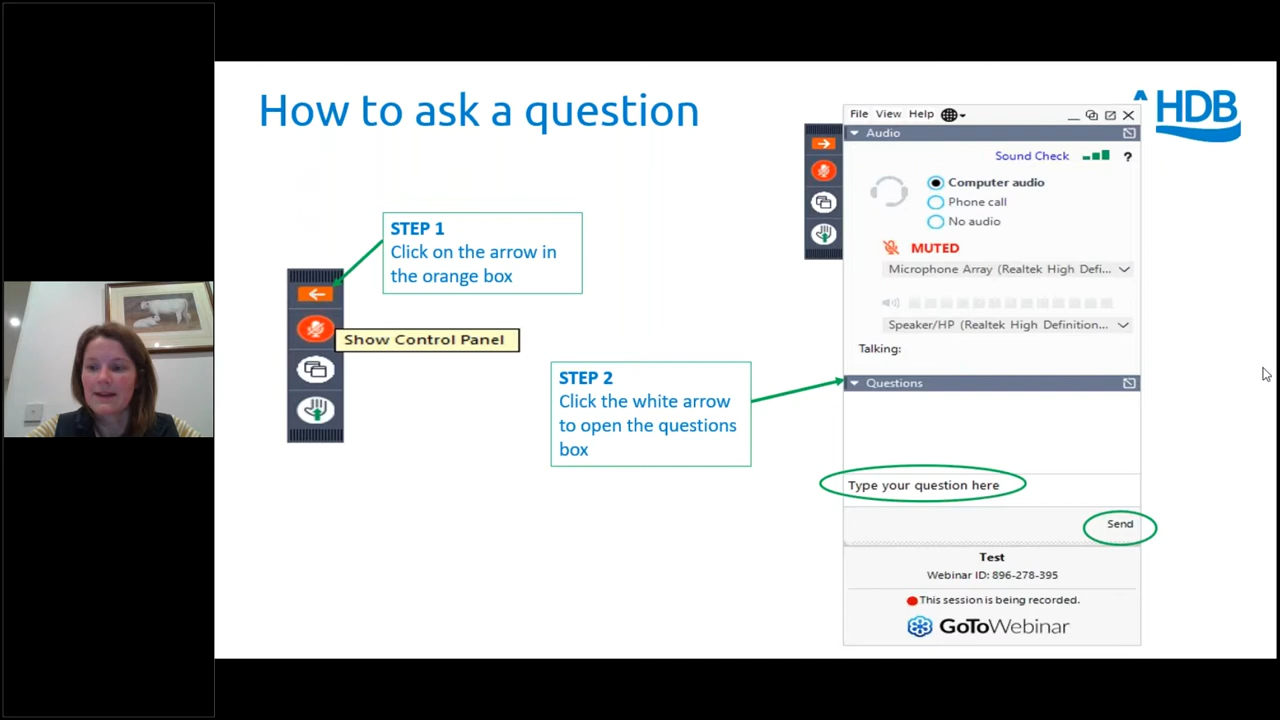 How to ask a question
AHDB
STEP 1
Click on the arrow in
the orange box
Show Control Panel
STEP 2
Click the white arrow
to open the questions
box
File View Help
Audio
Sound Check ?
Computer audio
Phone call
No audio
MUTED
Microphone Array (Realtek High Defi...
Speaker/HP (Realtek High Definition...
Talking:
Questions
Type your question here
Send
Test
Webinar ID: 896-278-395
This session is being recorded.
GoToWebinar